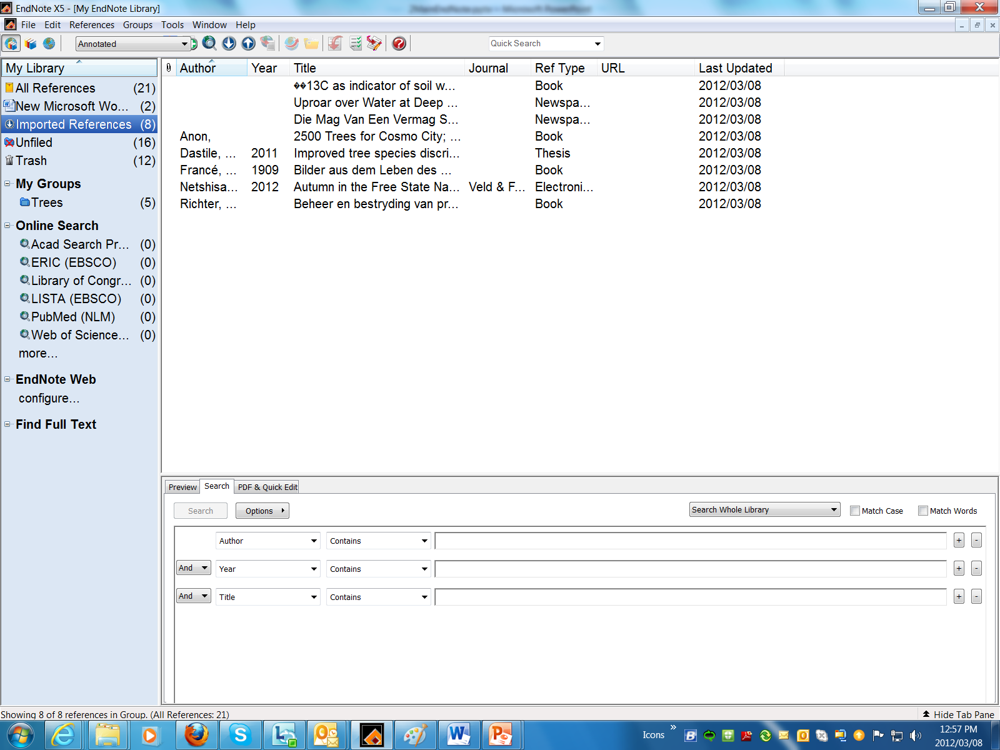 EndNote X5 - [My EndNote Library]
File Edit References Groups Tools Window Help
Annotated
Quick Search
My Library
All References (21)
New Microsoft Wo... (2)
Imported References (8)
Unfiled (16)
Trash (12)
My Groups
Trees (5)
Online Search
Acad Search Pr... (0)
ERIC (EBSCO) (0)
Library of Congr... (0)
LISTA (EBSCO) (0)
PubMed (NLM) (0)
Web of Science... (0)
more...
EndNote Web
configure...
Find Full Text
Author Year Title Journal Ref Type URL Last Updated
��13C as indicator of soil w... Book 2012/03/08
Uproar over Water at Deep ... Newspa... 2012/03/08
Die Mag Van Een Vermag S... Newspa... 2012/03/08
Anon, 2500 Trees for Cosmo City; ... Book 2012/03/08
Dastile, ... 2011 Improved tree species discri... Thesis 2012/03/08
Francé, ... 1909 Bilder aus dem Leben des ... Book 2012/03/08
Netshisa... 2012 Autumn in the Free State Na... Veld & F... Electroni... 2012/03/08
Richter, ... Beheer en bestryding van pr... Book 2012/03/08
Preview Search PDF & Quick Edit
Search Options Search Whole Library Match Case Match Words
Author Contains + -
And Year Contains + -
And Title Contains + -
Showing 8 of 8 references in Group. (All References: 21) Hide Tab Pane
Icons » 12:57 PM
2012/03/08